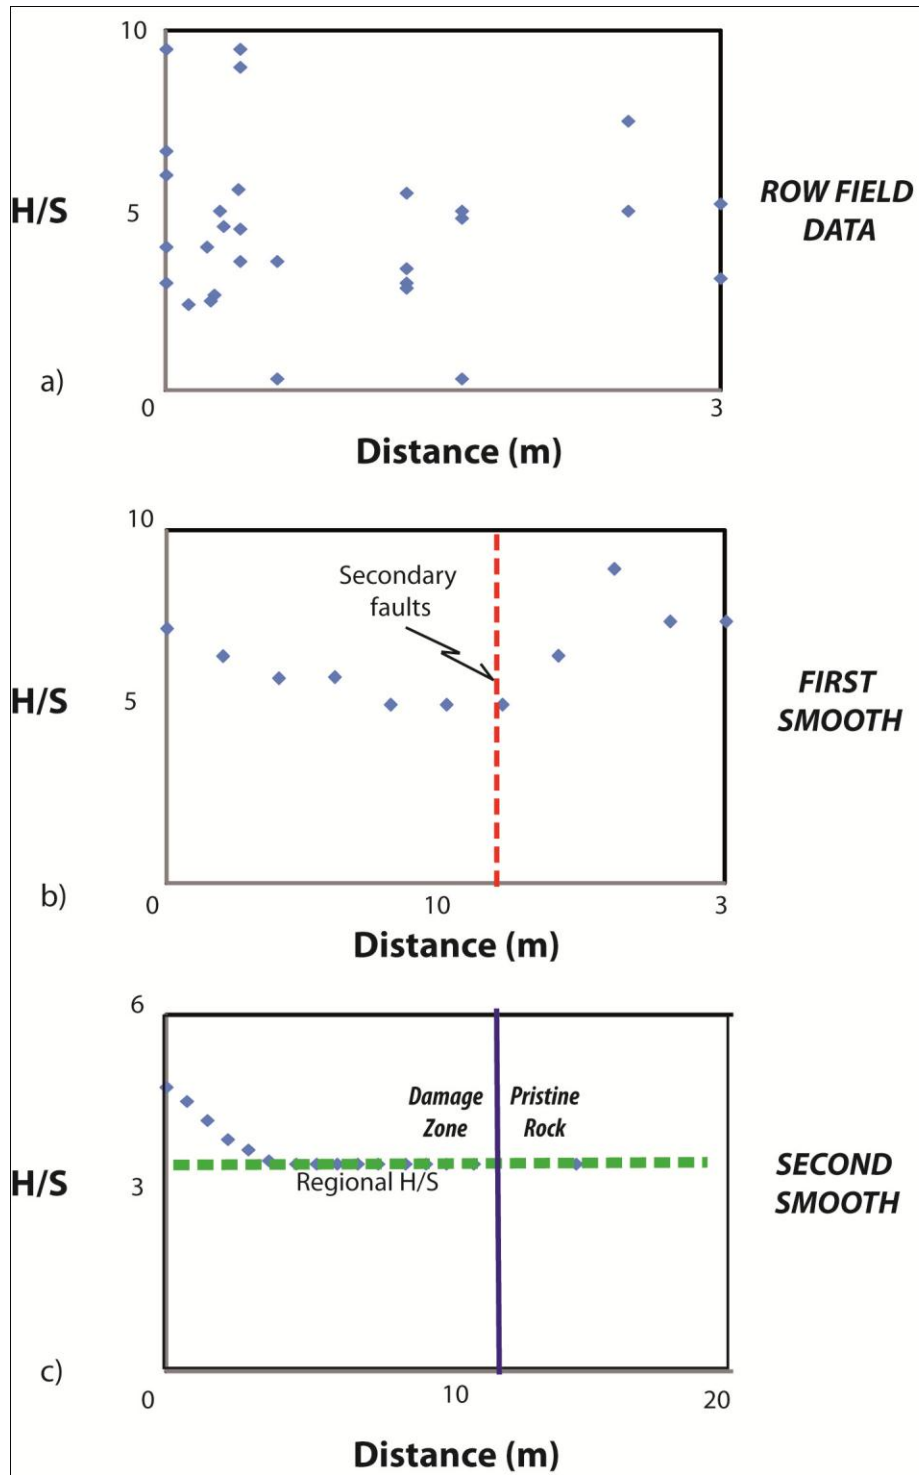 10
H/S
5
ROW FIELD
DATA
a)
0
3
Distance (m)
10
Secondary
faults
H/S
5
FIRST
SMOOTH
b)
0
10
3
Distance (m)
6
Damage
Zone
Pristine
Rock
H/S
3
Regional H/S
SECOND
SMOOTH
c)
0
10
20
Distance (m)